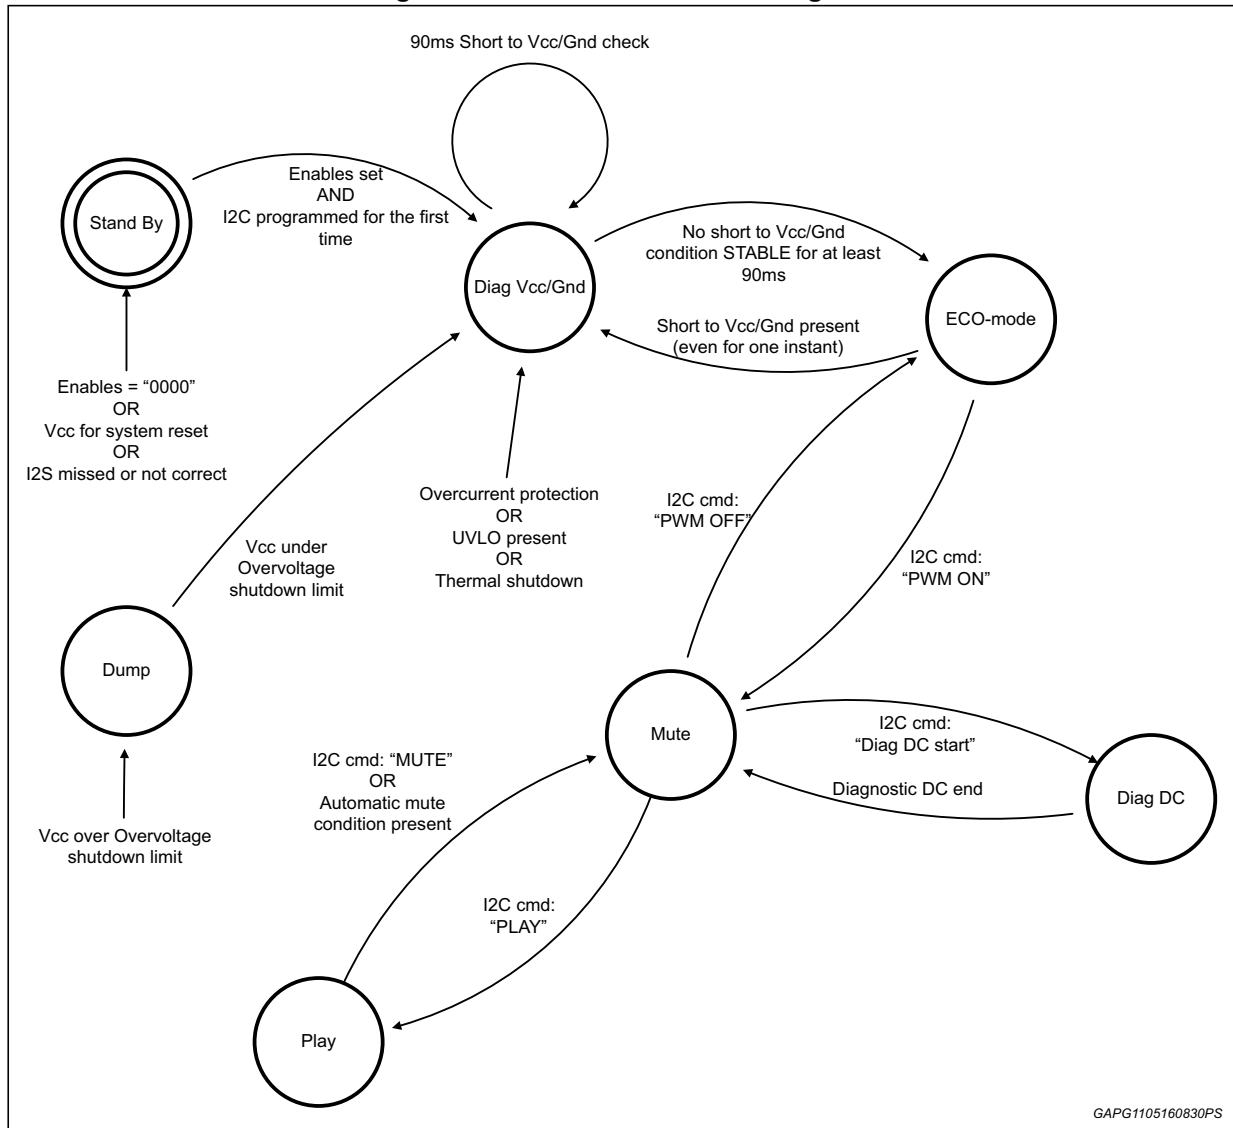 90ms Short to Vcc/Gnd check
Stand By
Enables set
AND
I2C programmed for the first
time
Diag Vcc/Gnd
No short to Vcc/Gnd
condition STABLE for at least
90ms
ECO-mode
Short to Vcc/Gnd present
(even for one instant)
Enables = “0000”
OR
Vcc for system reset
OR
I2S missed or not correct
Overcurrent protection
OR
UVLO present
OR
Thermal shutdown
I2C cmd:
“PWM OFF”
I2C cmd:
“PWM ON”
Vcc under
Overvoltage
shutdown limit
Dump
Vcc over Overvoltage
shutdown limit
Mute
I2C cmd:
“Diag DC start”
Diagnostic DC end
Diag DC
I2C cmd: “MUTE”
OR
Automatic mute
condition present
I2C cmd:
“PLAY”
Play
GAPG1105160830PS